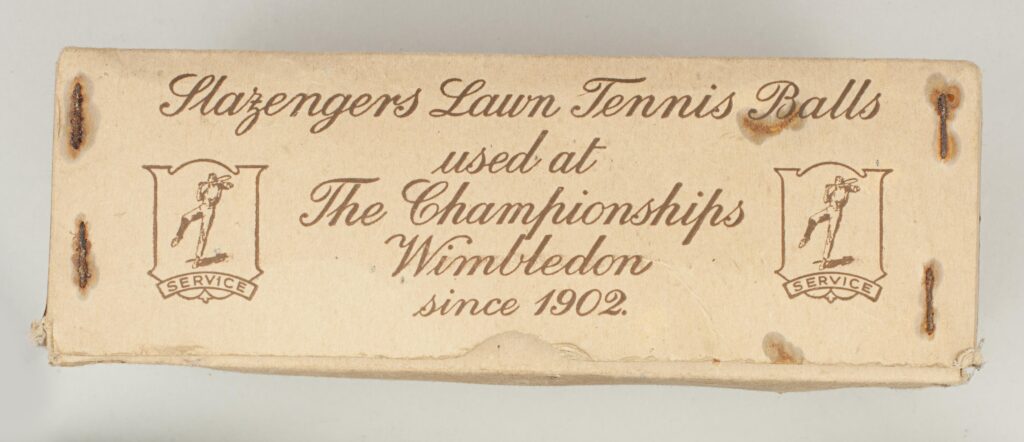 Slazengers Lawn Tennis Balls
used at
The Championships
Wimbledon
since 1902.
SERVICE
SERVICE